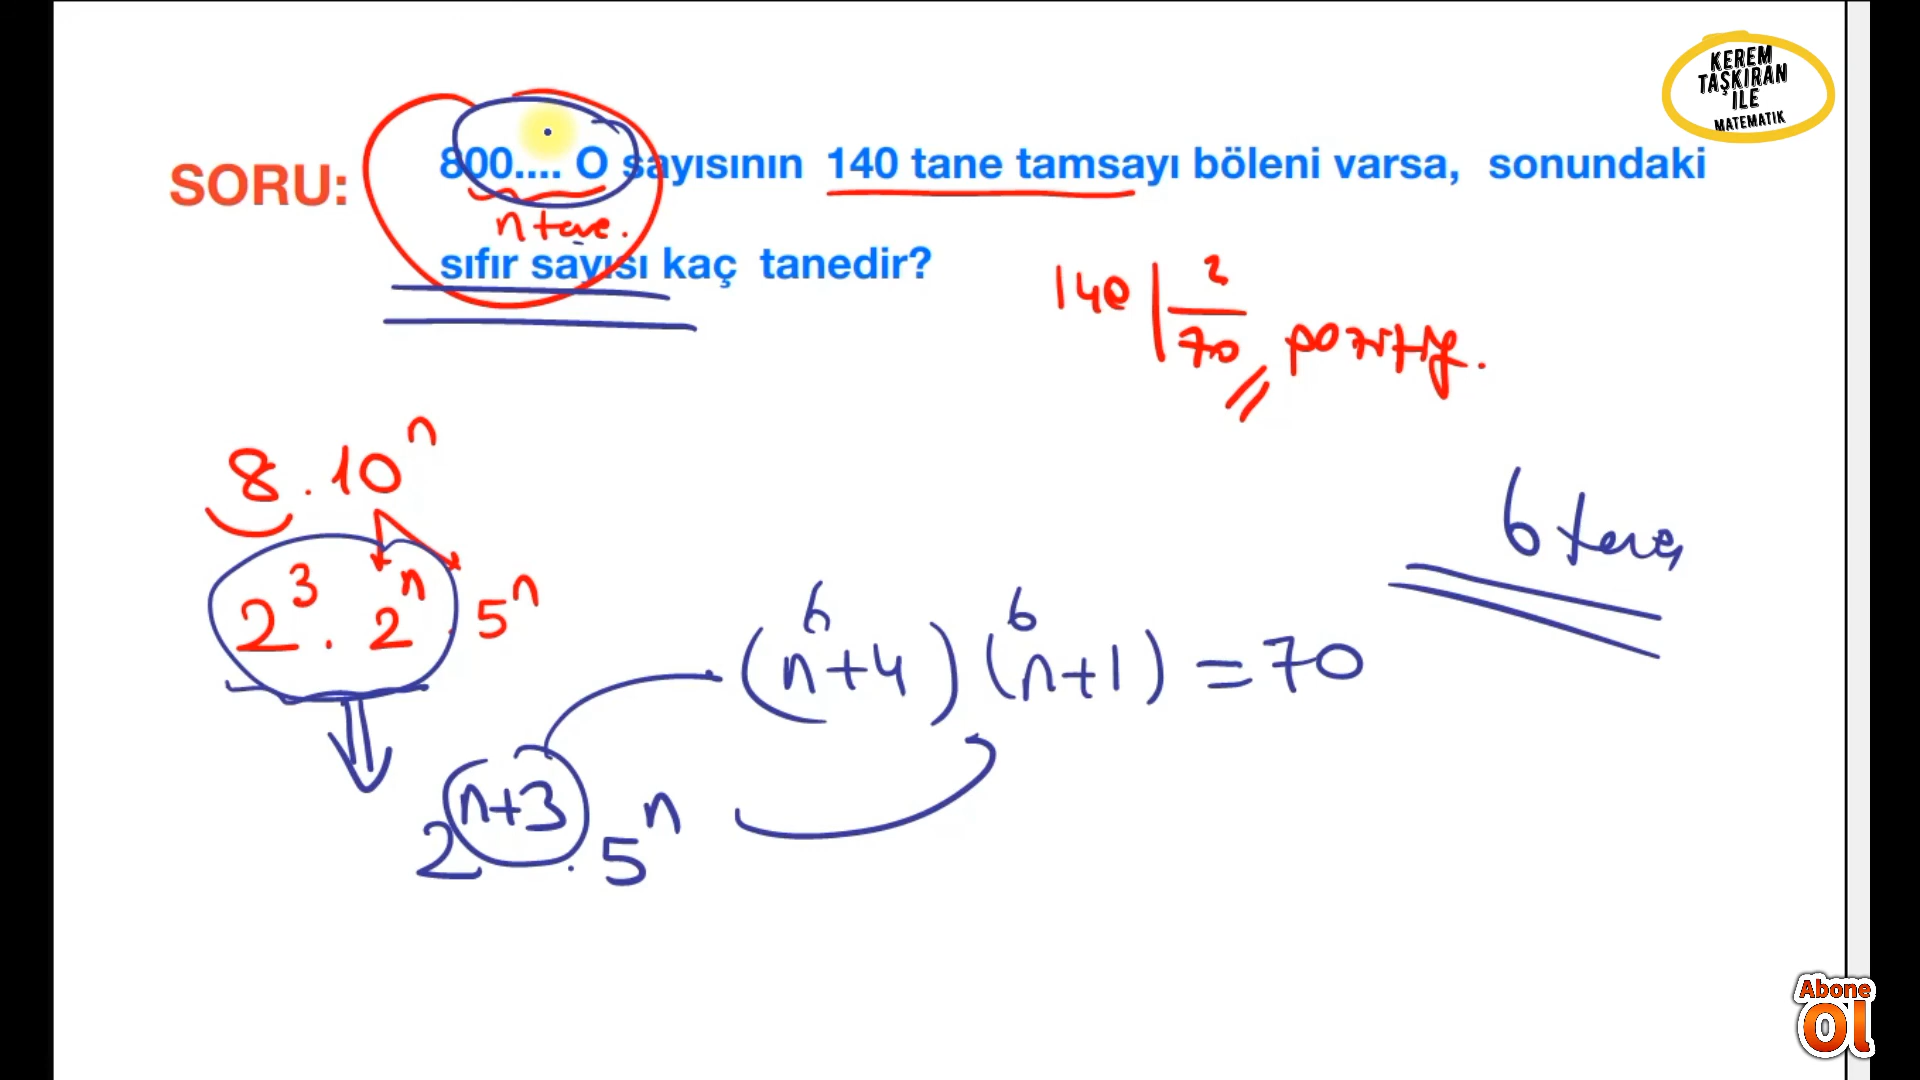 KEREM
TAŞKIRAN
İLE
MATEMATİK
SORU:
800.... O sayısının 140 tane tamsayı böleni varsa, sonundaki
n tane.
sıfır sayısı kaç tanedir?
140 2
70 pozitif.
8 . 10^n
2^3 . 2^n . 5^n
6 tane
6 6
(n+4) (n+1) = 70
2^n+3 . 5^n
Abone
Ol